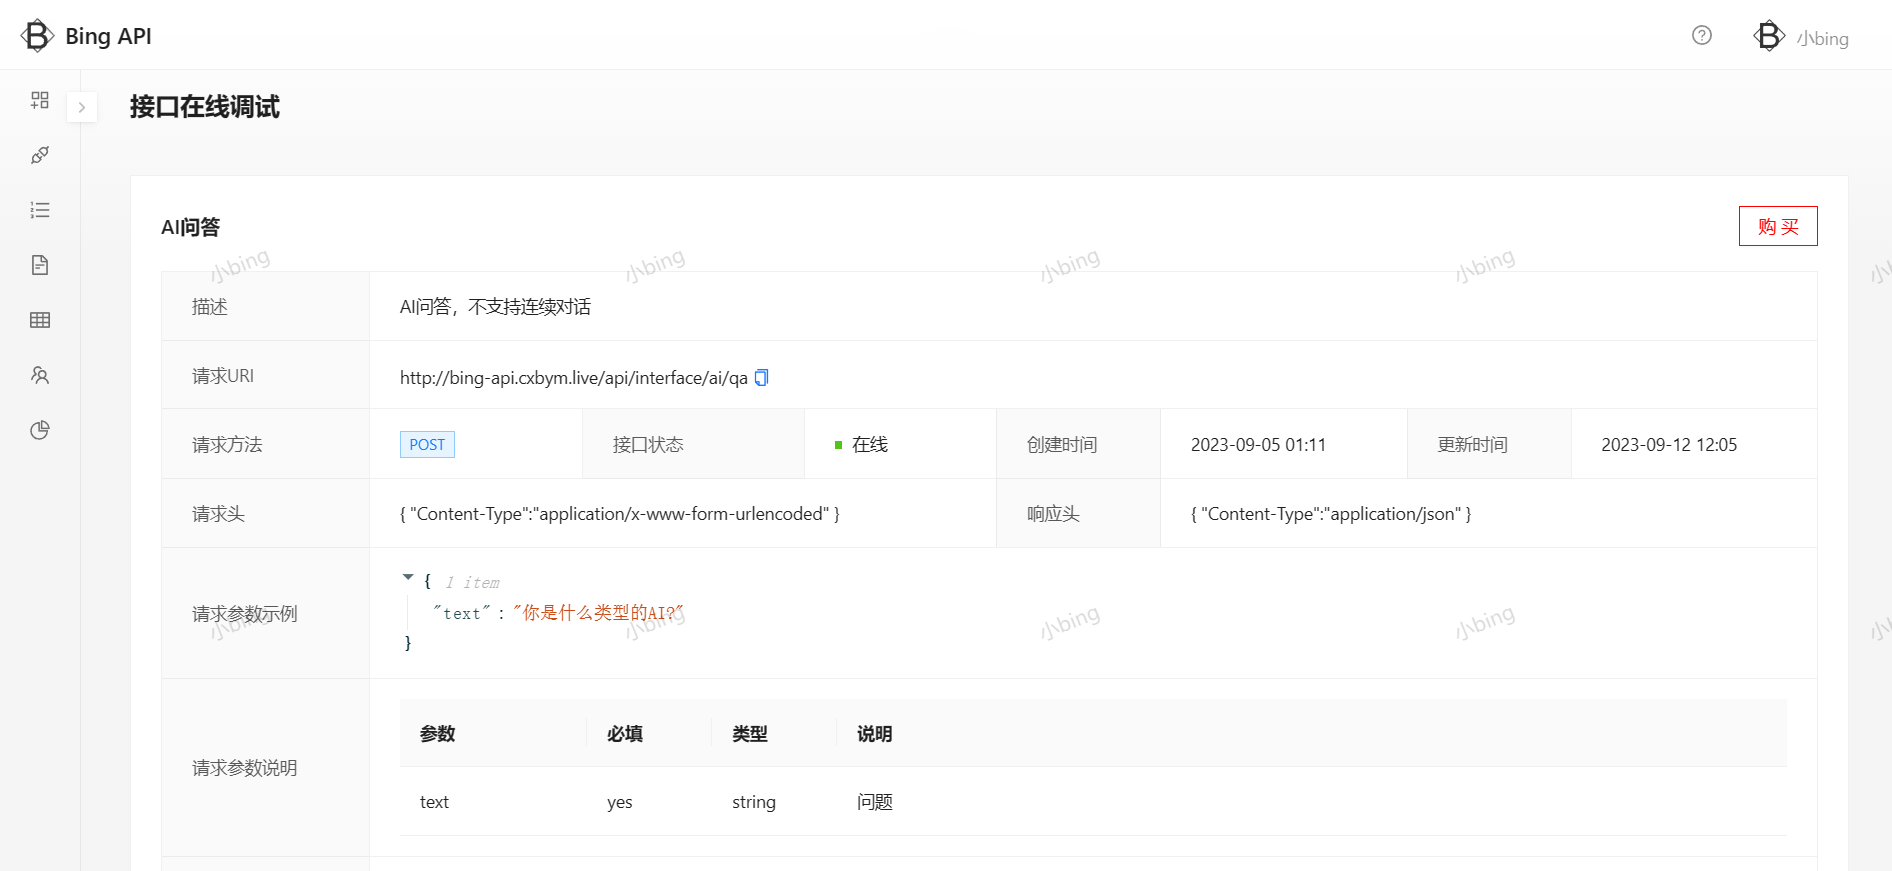 Bing API
小bing
接口在线调试
AI问答
购 买
小bing 小bing 小bing 小bing
描述 AI问答，不支持连续对话
请求URI http://bing-api.cxbym.live/api/interface/ai/qa
请求方法 POST 接口状态 在线 创建时间 2023-09-05 01:11 更新时间 2023-09-12 12:05
请求头 { "Content-Type":"application/x-www-form-urlencoded" } 响应头 { "Content-Type":"application/json" }
{ 1 item
请求参数示例 "text" : "你是什么类型的AI?"
小bing 小bing 小bing 小bing
}
参数 必填 类型 说明
请求参数说明
text yes string 问题